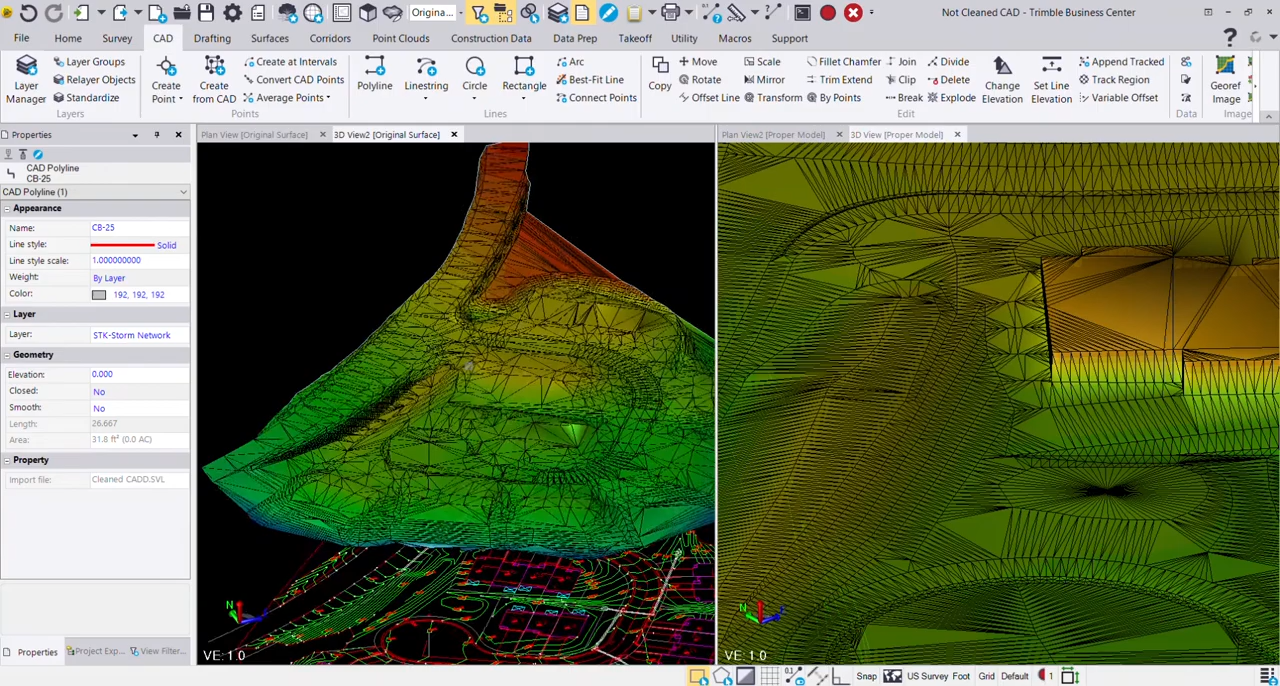 Origina...
Not Cleaned CAD - Trimble Business Center
File Home Survey CAD Drafting Surfaces Corridors Point Clouds Construction Data Data Prep Takeoff Utility Macros Support
Layer Manager
Layer Groups
Relayer Objects
Standardize
Layers
Create Point
Create from CAD
Create at Intervals
Convert CAD Points
Average Points
Points
Polyline
Linestring
Circle
Rectangle
Arc
Best-Fit Line
Connect Points
Lines
Copy
Move
Rotate
Offset Line
Scale
Mirror
Transform
Fillet Chamfer
Trim Extend
By Points
Join
Clip
Break
Divide
Delete
Explode
Change Elevation
Set Line Elevation
Append Tracked
Track Region
Variable Offset
Edit
Data
Georef Image
Image
Properties
CAD Polyline
CB-25
CAD Polyline (1)
Appearance
Name: CB-25
Line style: Solid
Line style scale: 1.000000000
Weight: By Layer
Color: 192, 192, 192
Layer
Layer: STK-Storm Network
Geometry
Elevation: 0.000
Closed: No
Smooth: No
Length: 26.667
Area: 31.8 ft² (0.0 AC)
Property
Import file: Cleaned CADD.SVL
Properties Project Exp... View Filter...
Plan View [Original Surface] 3D View2 [Original Surface]
N
VE: 1.0
Plan View2 [Proper Model] 3D View [Proper Model]
N
VE: 1.0
Snap US Survey Foot Grid Default 1